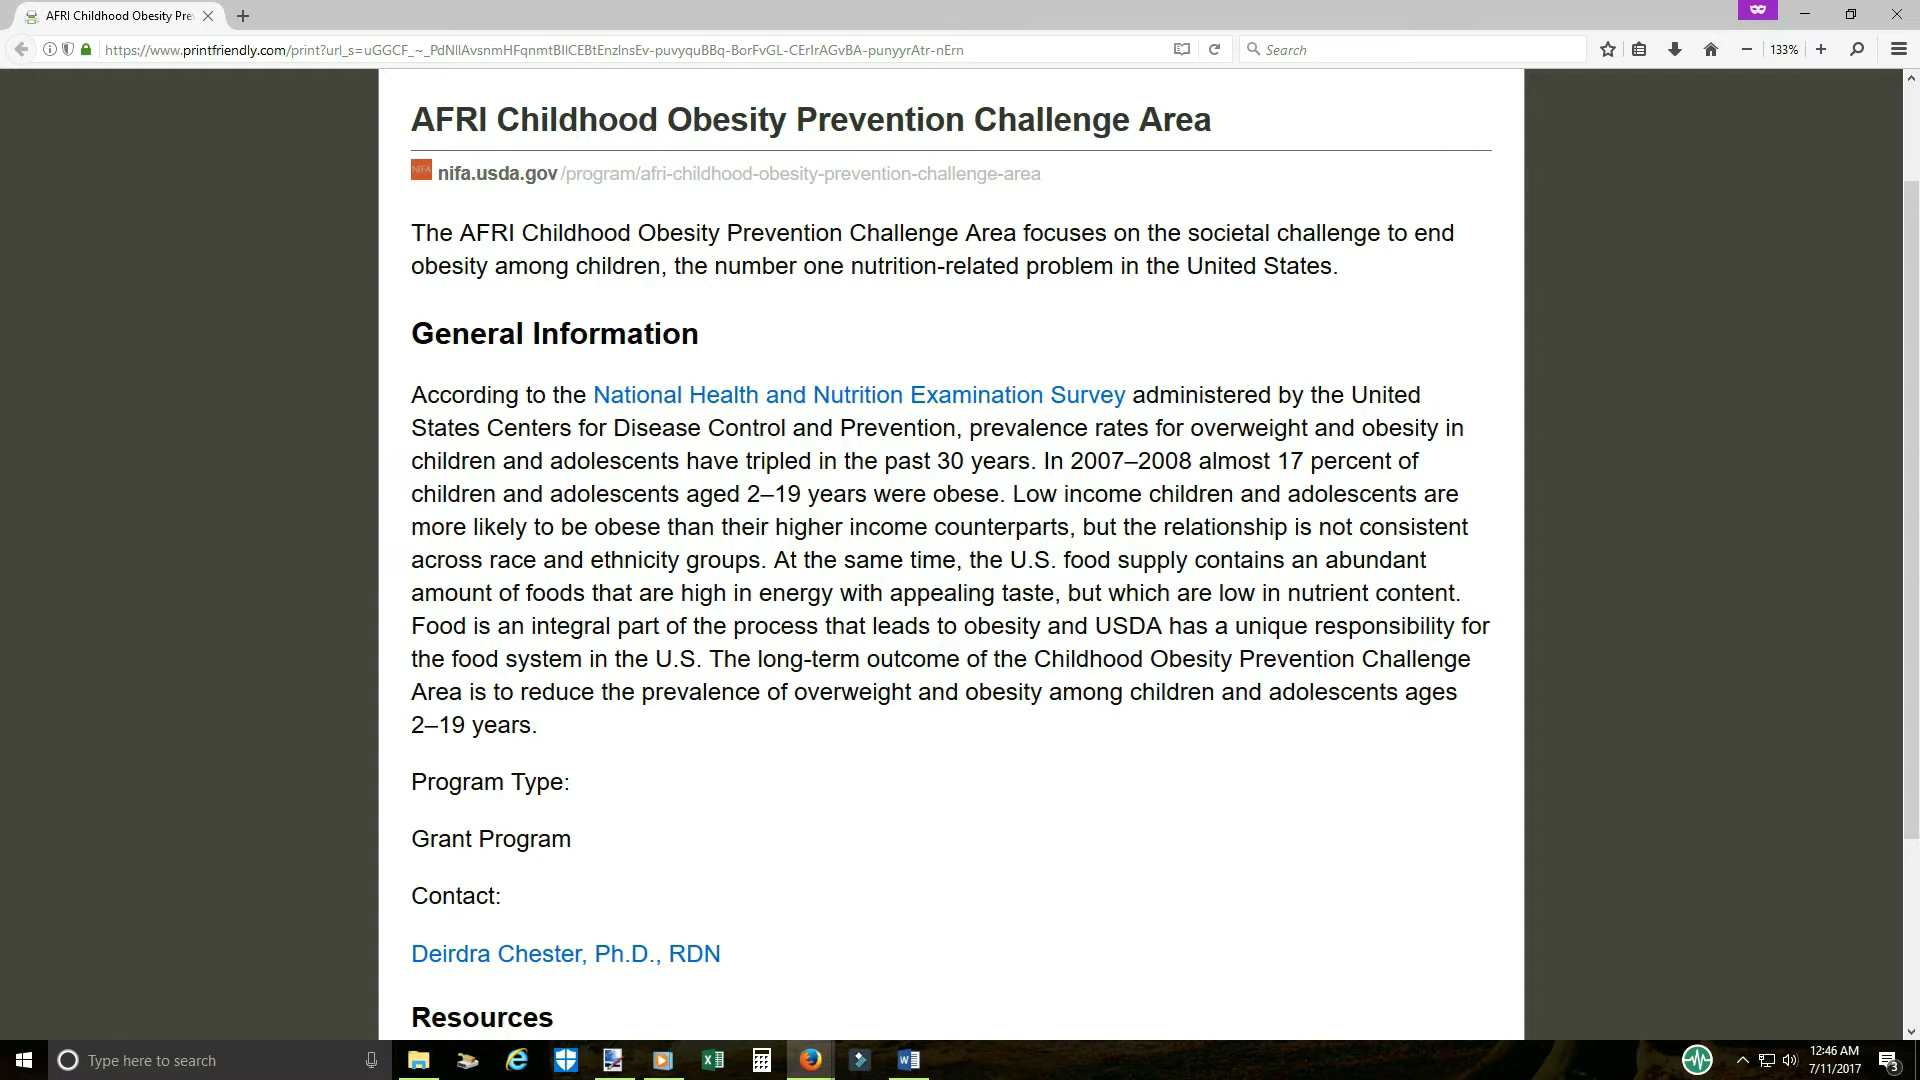 AFRI Childhood Obesity Pre
https://www.printfriendly.com/print?url_s=uGGCF_~_PdNllAvsnmHFqnmtBIlCEBtEnzlnsEv-puvyquBBq-BorFvGL-CErIrAGvBA-punyyrAtr-nErn
Search
133%
AFRI Childhood Obesity Prevention Challenge Area
NIFA nifa.usda.gov/program/afri-childhood-obesity-prevention-challenge-area
The AFRI Childhood Obesity Prevention Challenge Area focuses on the societal challenge to end
obesity among children, the number one nutrition-related problem in the United States.
General Information
According to the National Health and Nutrition Examination Survey administered by the United
States Centers for Disease Control and Prevention, prevalence rates for overweight and obesity in
children and adolescents have tripled in the past 30 years. In 2007–2008 almost 17 percent of
children and adolescents aged 2–19 years were obese. Low income children and adolescents are
more likely to be obese than their higher income counterparts, but the relationship is not consistent
across race and ethnicity groups. At the same time, the U.S. food supply contains an abundant
amount of foods that are high in energy with appealing taste, but which are low in nutrient content.
Food is an integral part of the process that leads to obesity and USDA has a unique responsibility for
the food system in the U.S. The long-term outcome of the Childhood Obesity Prevention Challenge
Area is to reduce the prevalence of overweight and obesity among children and adolescents ages
2–19 years.
Program Type:
Grant Program
Contact:
Deirdra Chester, Ph.D., RDN
Resources
Type here to search
12:46 AM
7/11/2017
3